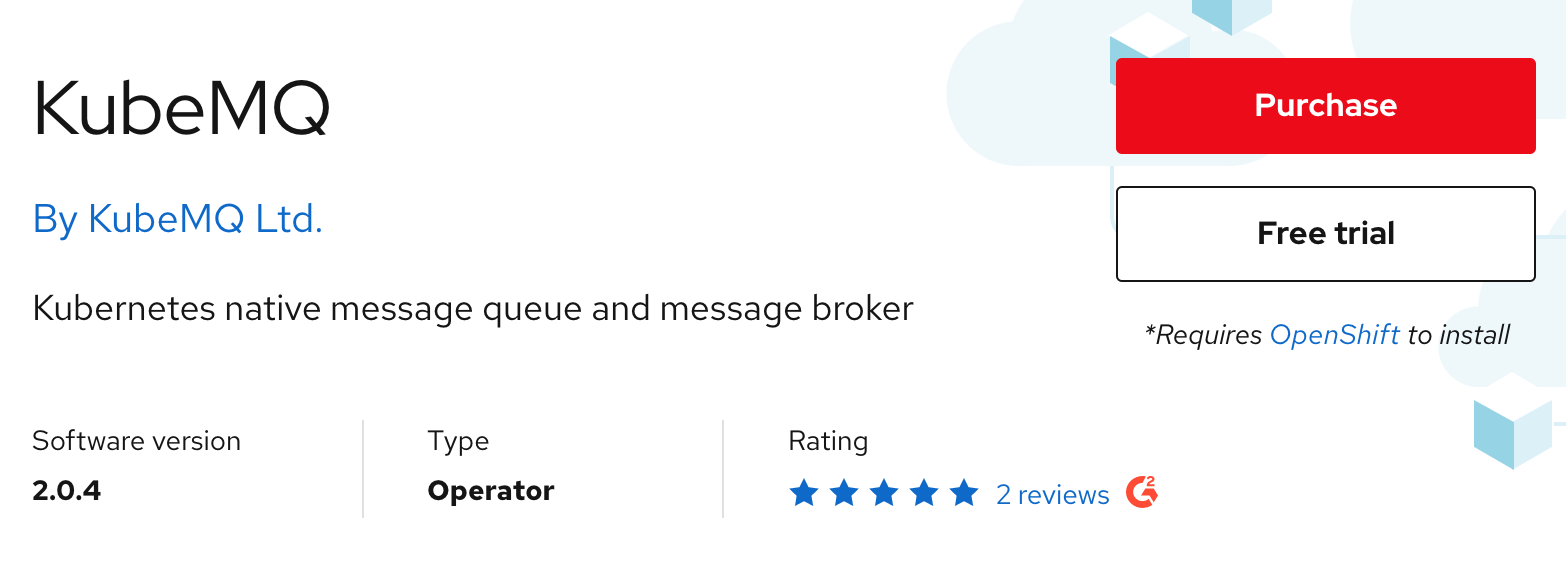 KubeMQ
By KubeMQ Ltd.
Kubernetes native message queue and message broker
Purchase
Free trial
*Requires OpenShift to install
Software version
2.0.4
Type
Operator
Rating
2 reviews G2